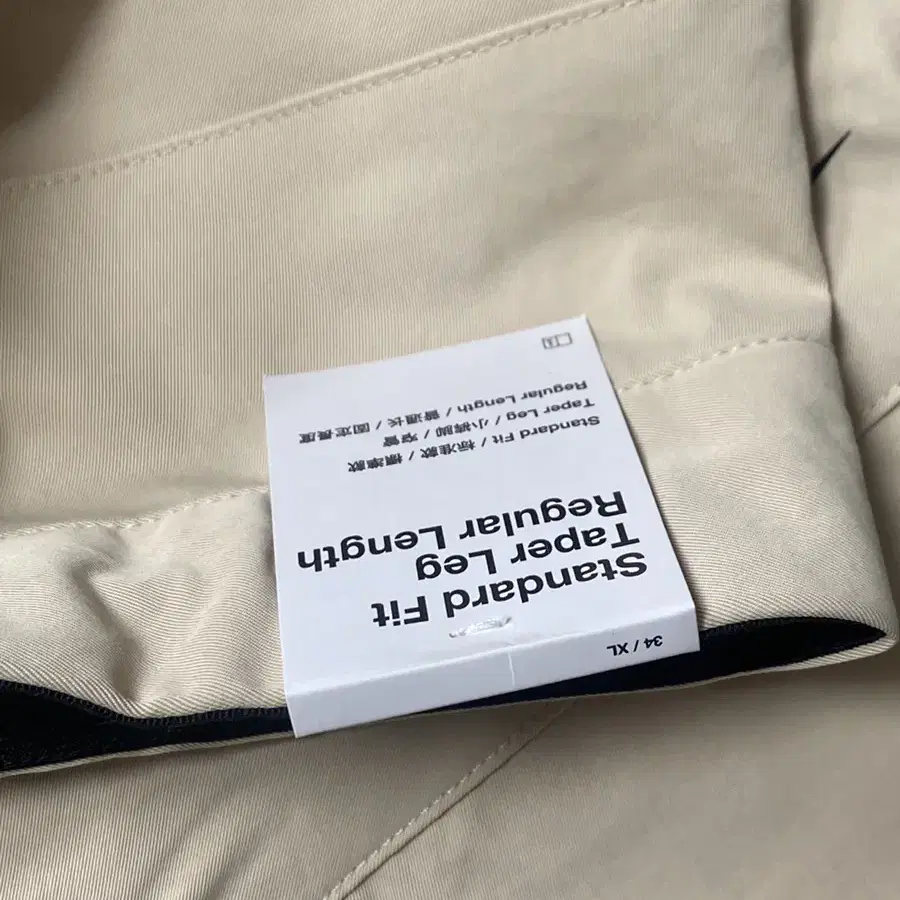 34 / XL
Standard Fit
Taper Leg
Regular Length
Standard Fit / 标准款 / 標準款
Taper Leg / 小裤脚 / 窄管
Regular Length / 普通长 / 固定長度